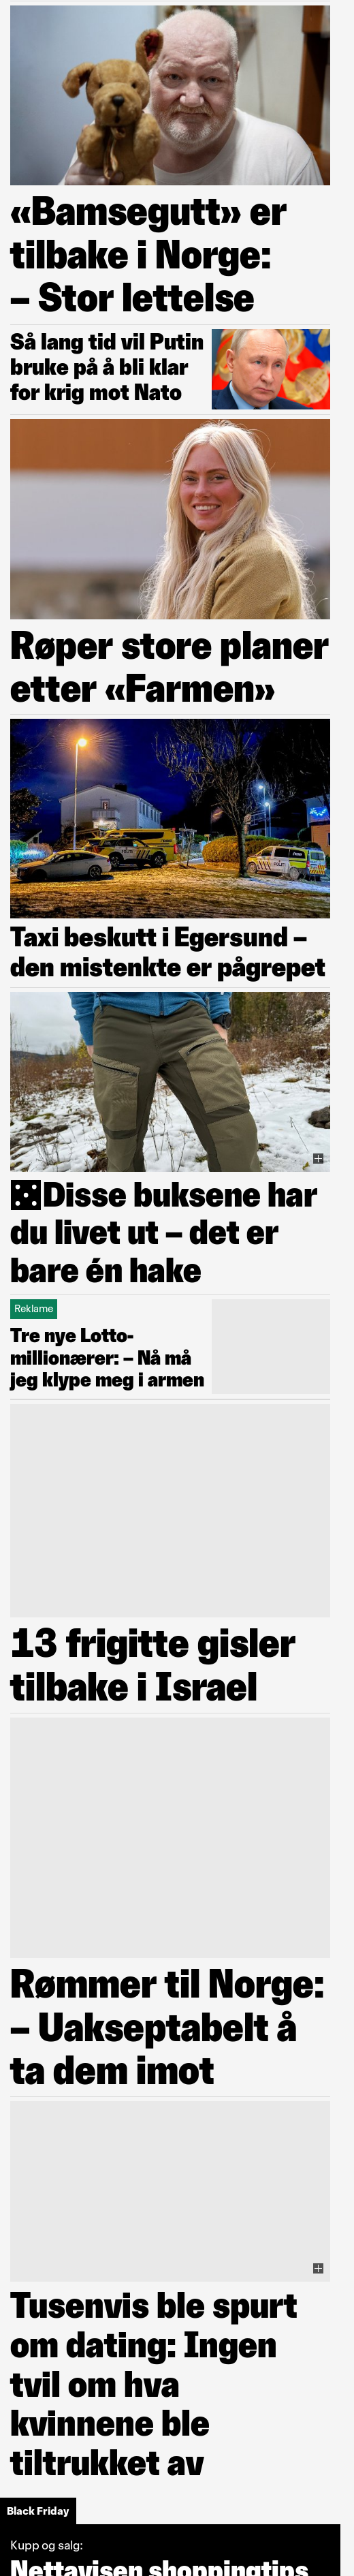 «Bamsegutt» er
tilbake i Norge:
– Stor lettelse
Så lang tid vil Putin
bruke på å bli klar
for krig mot Nato
Røper store planer
etter «Farmen»
Taxi beskutt i Egersund –
den mistenkte er pågrepet
Disse buksene har
du livet ut – det er
bare én hake
Reklame
Tre nye Lotto-
millionærer: – Nå må
jeg klype meg i armen
13 frigitte gisler
tilbake i Israel
Rømmer til Norge:
– Uakseptabelt å
ta dem imot
Tusenvis ble spurt
om dating: Ingen
tvil om hva
kvinnene ble
tiltrukket av
Black Friday
Kupp og salg:
Nettavisen shoppingtips